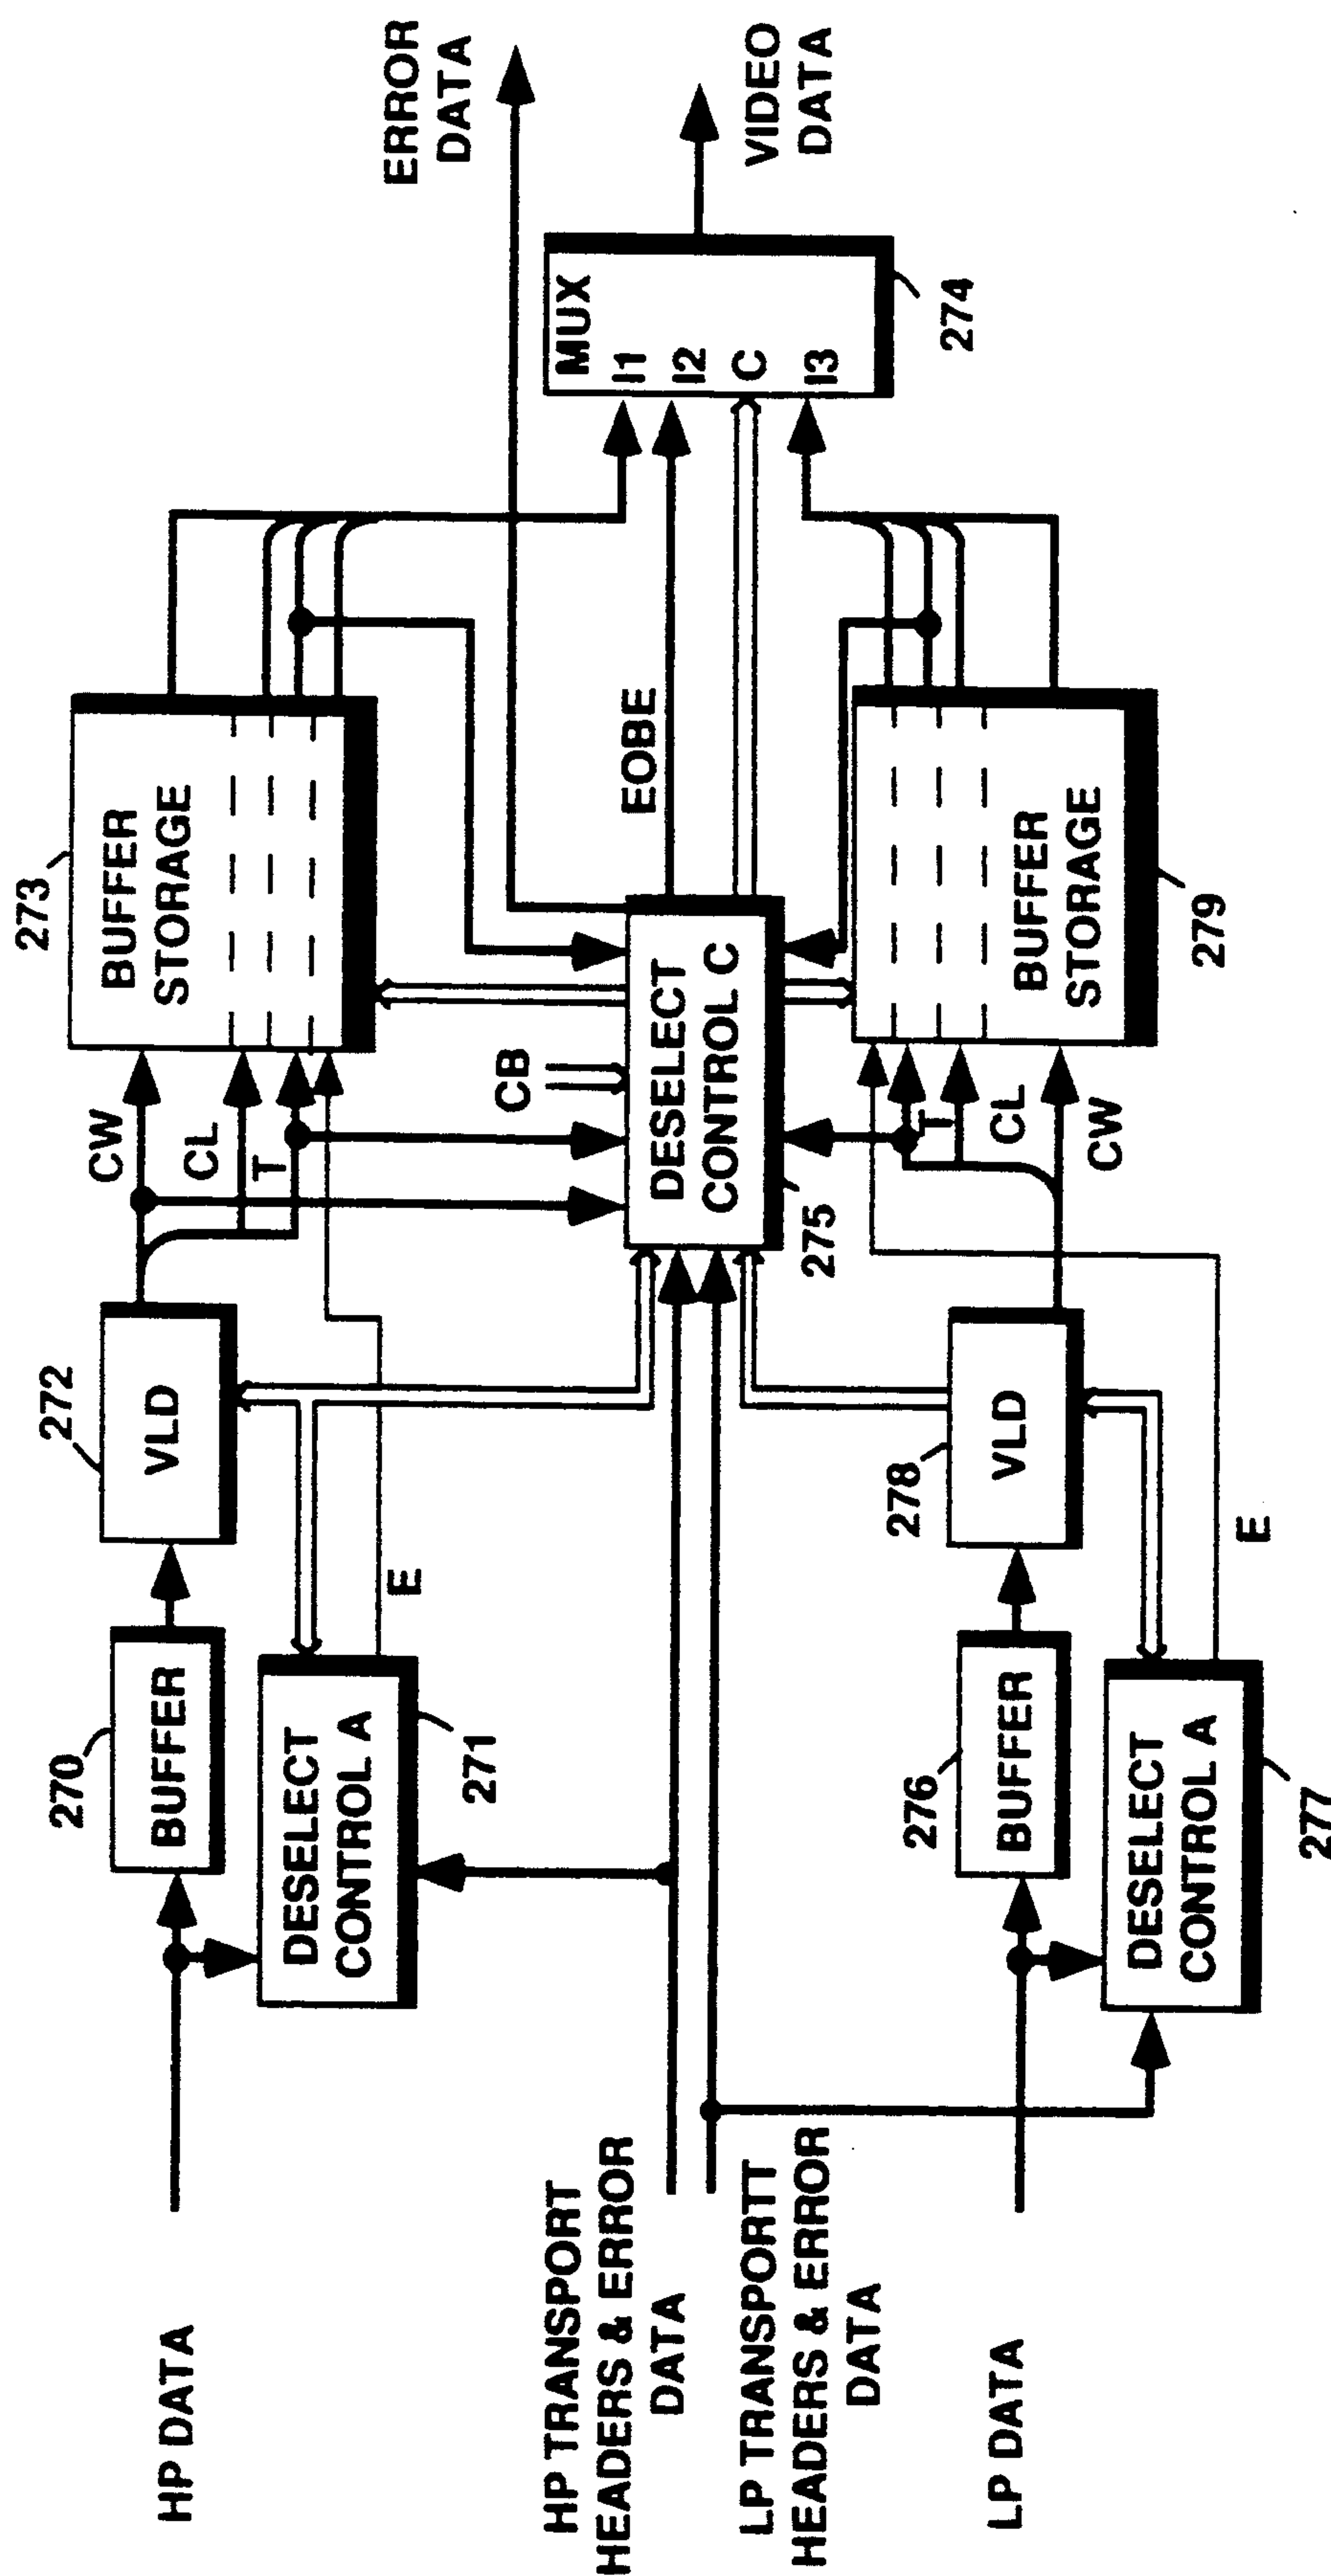 HP DATA
270
BUFFER
DESELECT
CONTROL A
271
272
VLD
E
CW
CL
T
273
BUFFER
STORAGE
ERROR
DATA
HP TRANSPORT
HEADERS & ERROR
DATA
LP TRANSPORTT
HEADERS & ERROR
DATA
CB
DESELECT
CONTROL C
275
EOBE
MUX
I1
I2
C
I3
274
VIDEO
DATA
LP DATA
276
BUFFER
DESELECT
CONTROL A
277
278
VLD
E
T
CL
CW
BUFFER
STORAGE
279